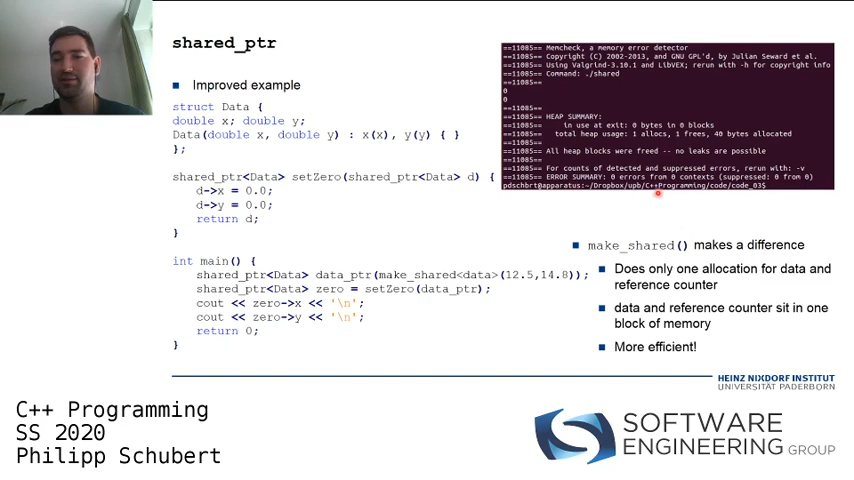 shared_ptr
Improved example
struct Data {
double x; double y;
Data(double x, double y) : x(x), y(y) { }
};
shared_ptr<Data> setZero(shared_ptr<Data> d) {
d->x = 0.0;
d->y = 0.0;
return d;
}
int main() {
shared_ptr<Data> data_ptr(make_shared<data>(12.5,14.8));
shared_ptr<Data> zero = setZero(data_ptr);
cout << zero->x << '\n';
cout << zero->y << '\n';
return 0;
}
==11085== Memcheck, a memory error detector
==11085== Copyright (C) 2002-2013, and GNU GPL'd, by Julian Seward et al.
==11085== Using Valgrind-3.10.1 and LibVEX; rerun with -h for copyright info
==11085== Command: ./shared
==11085==
0
0
==11085==
==11085== HEAP SUMMARY:
==11085== in use at exit: 0 bytes in 0 blocks
==11085== total heap usage: 1 allocs, 1 frees, 40 bytes allocated
==11085==
==11085== All heap blocks were freed -- no leaks are possible
==11085==
==11085== For counts of detected and suppressed errors, rerun with: -v
==11085== ERROR SUMMARY: 0 errors from 0 contexts (suppressed: 0 from 0)
pdschbrt@apparatus:~/Dropbox/upb/C++Programming/code/code_03$
make_shared() makes a difference
Does only one allocation for data and
reference counter
data and reference counter sit in one
block of memory
More efficient!
HEINZ NIXDORF INSTITUT
UNIVERSITÄT PADERBORN
C++ Programming
SS 2020
Philipp Schubert
SOFTWARE
ENGINEERING GROUP